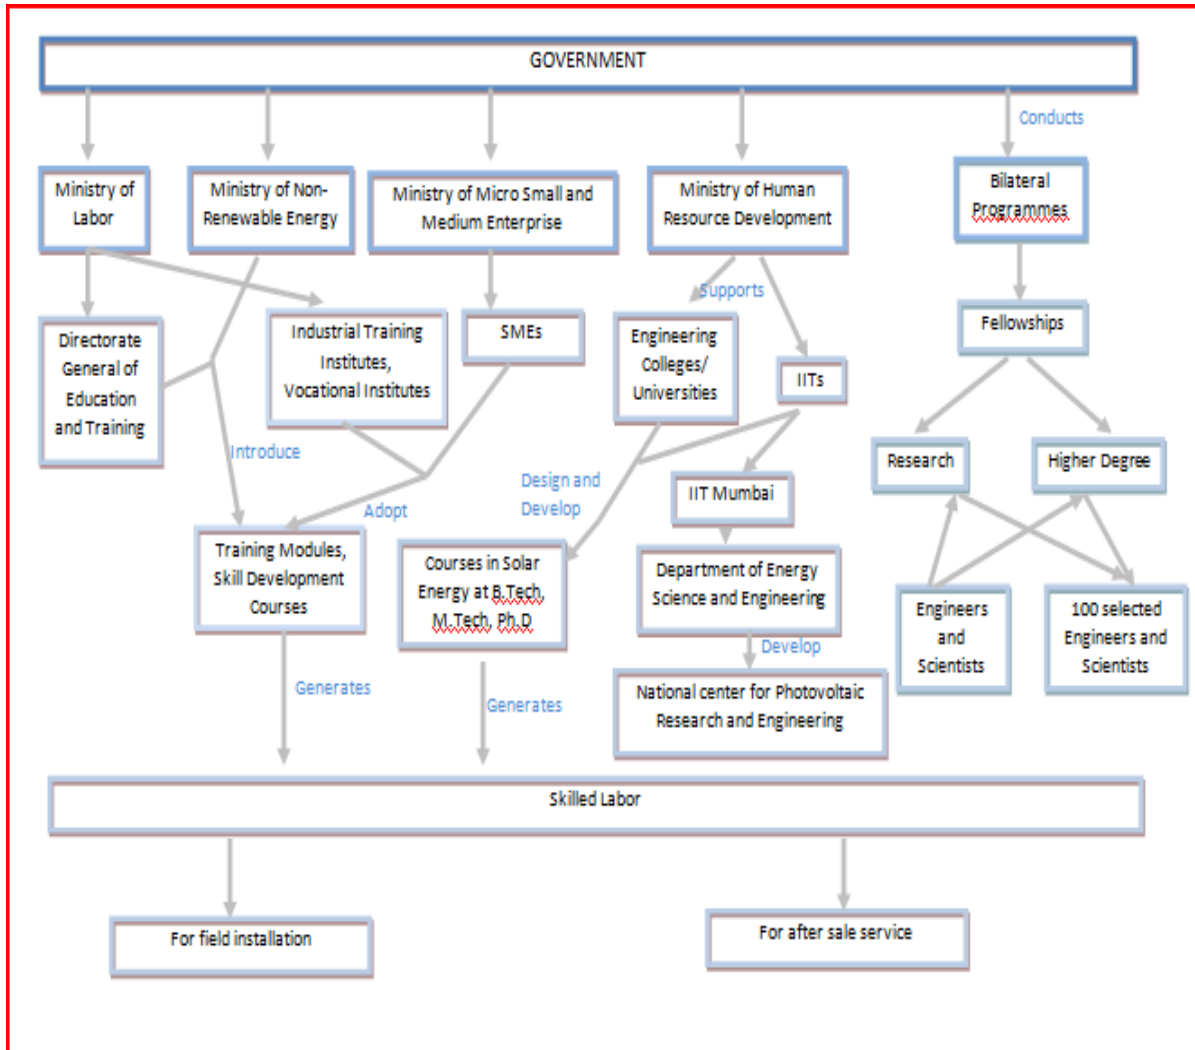 GOVERNMENT
Conducts
Ministry of
Labor
Ministry of Non-
Renewable Energy
Ministry of Micro Small and
Medium Enterprise
Ministry of Human
Resource Development
Bilateral
Programmes
Supports
Directorate
General of
Education
and Training
Industrial Training
Institutes,
Vocational Institutes
SMEs
Engineering
Colleges/
Universities
IITs
Fellowships
Introduce
Adopt
Design and
Develop
IIT Mumbai
Research
Higher Degree
Training Modules,
Skill Development
Courses
Courses in Solar
Energy at B.Tech,
M.Tech, Ph.D
Department of Energy
Science and Engineering
Engineers
and
Scientists
100 selected
Engineers and
Scientists
Develop
Generates
Generates
National center for Photovoltaic
Research and Engineering
Skilled Labor
For field installation
For after sale service